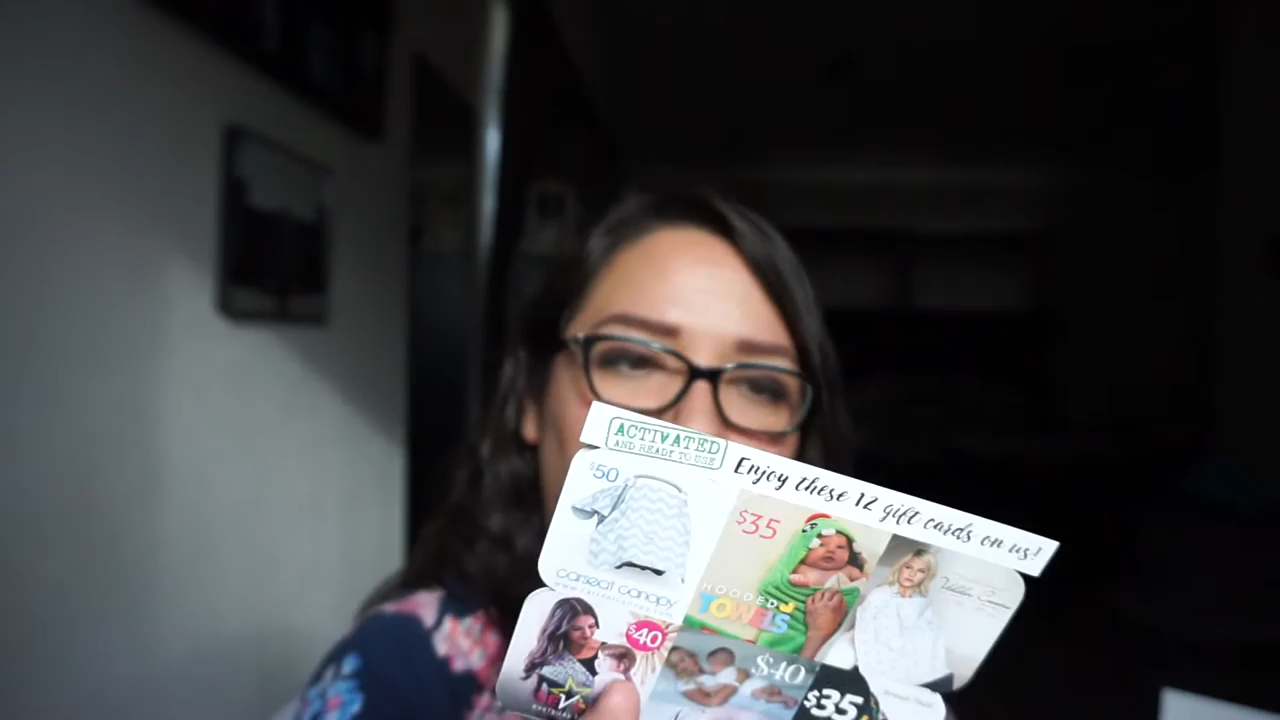 ACTIVATED
AND READY TO USE
Enjoy these 12 gift cards on us!
$50
carseat canopy
$35
HOODED
TOWELS
$40
$40
$35